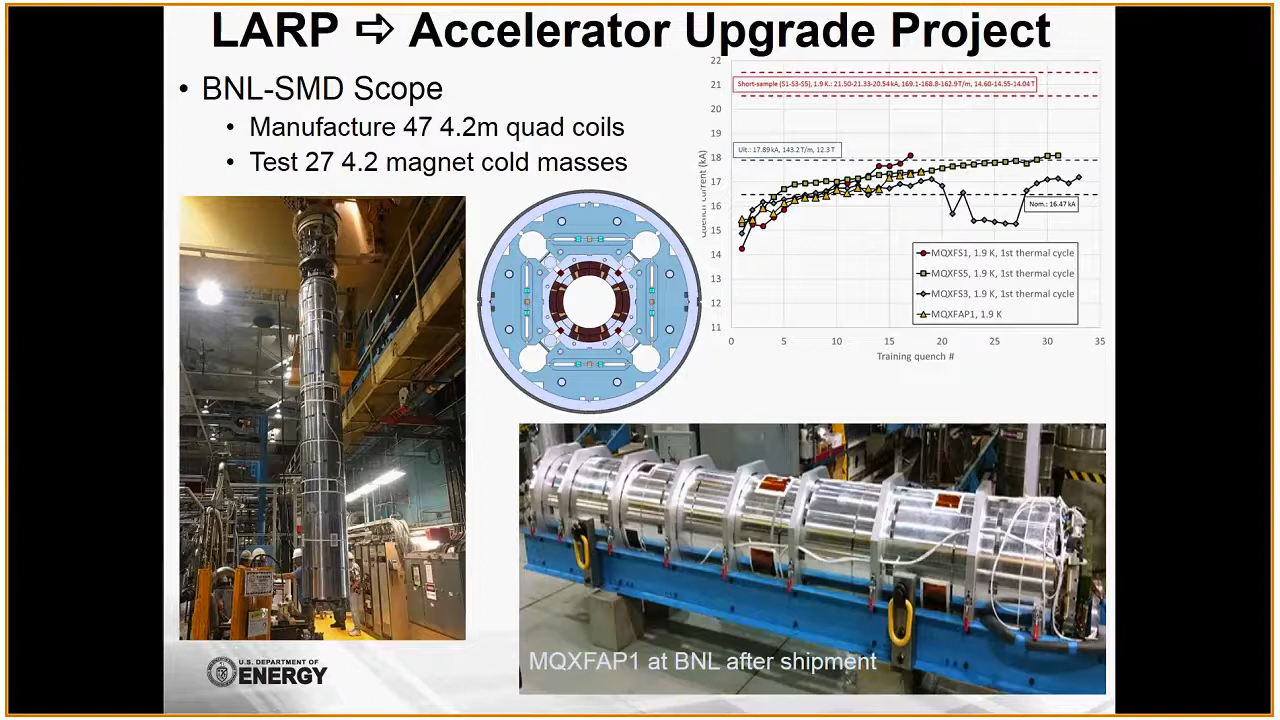 LARP ⇨ Accelerator Upgrade Project
• BNL-SMD Scope
• Manufacture 47 4.2m quad coils
• Test 27 4.2 magnet cold masses
22
21
20
19
18
17
16
15
14
13
12
11
Quench current (kA)
Short-sample (S1-S3-S5), 1.9 K.: 21.50-21.33-20.54 kA, 169.1-168.8-162.9 T/m, 14.60-14.55-14.04 T
Ult.: 17.89 kA, 143.2 T/m, 12.3 T
Nom.: 16.47 kA
MQXFS1, 1.9 K, 1st thermal cycle
MQXFS5, 1.9 K, 1st thermal cycle
MQXFS3, 1.9 K, 1st thermal cycle
MQXFAP1, 1.9 K
0 5 10 15 20 25 30 35
Training quench #
MQXFAP1 at BNL after shipment
U.S. DEPARTMENT OF
ENERGY